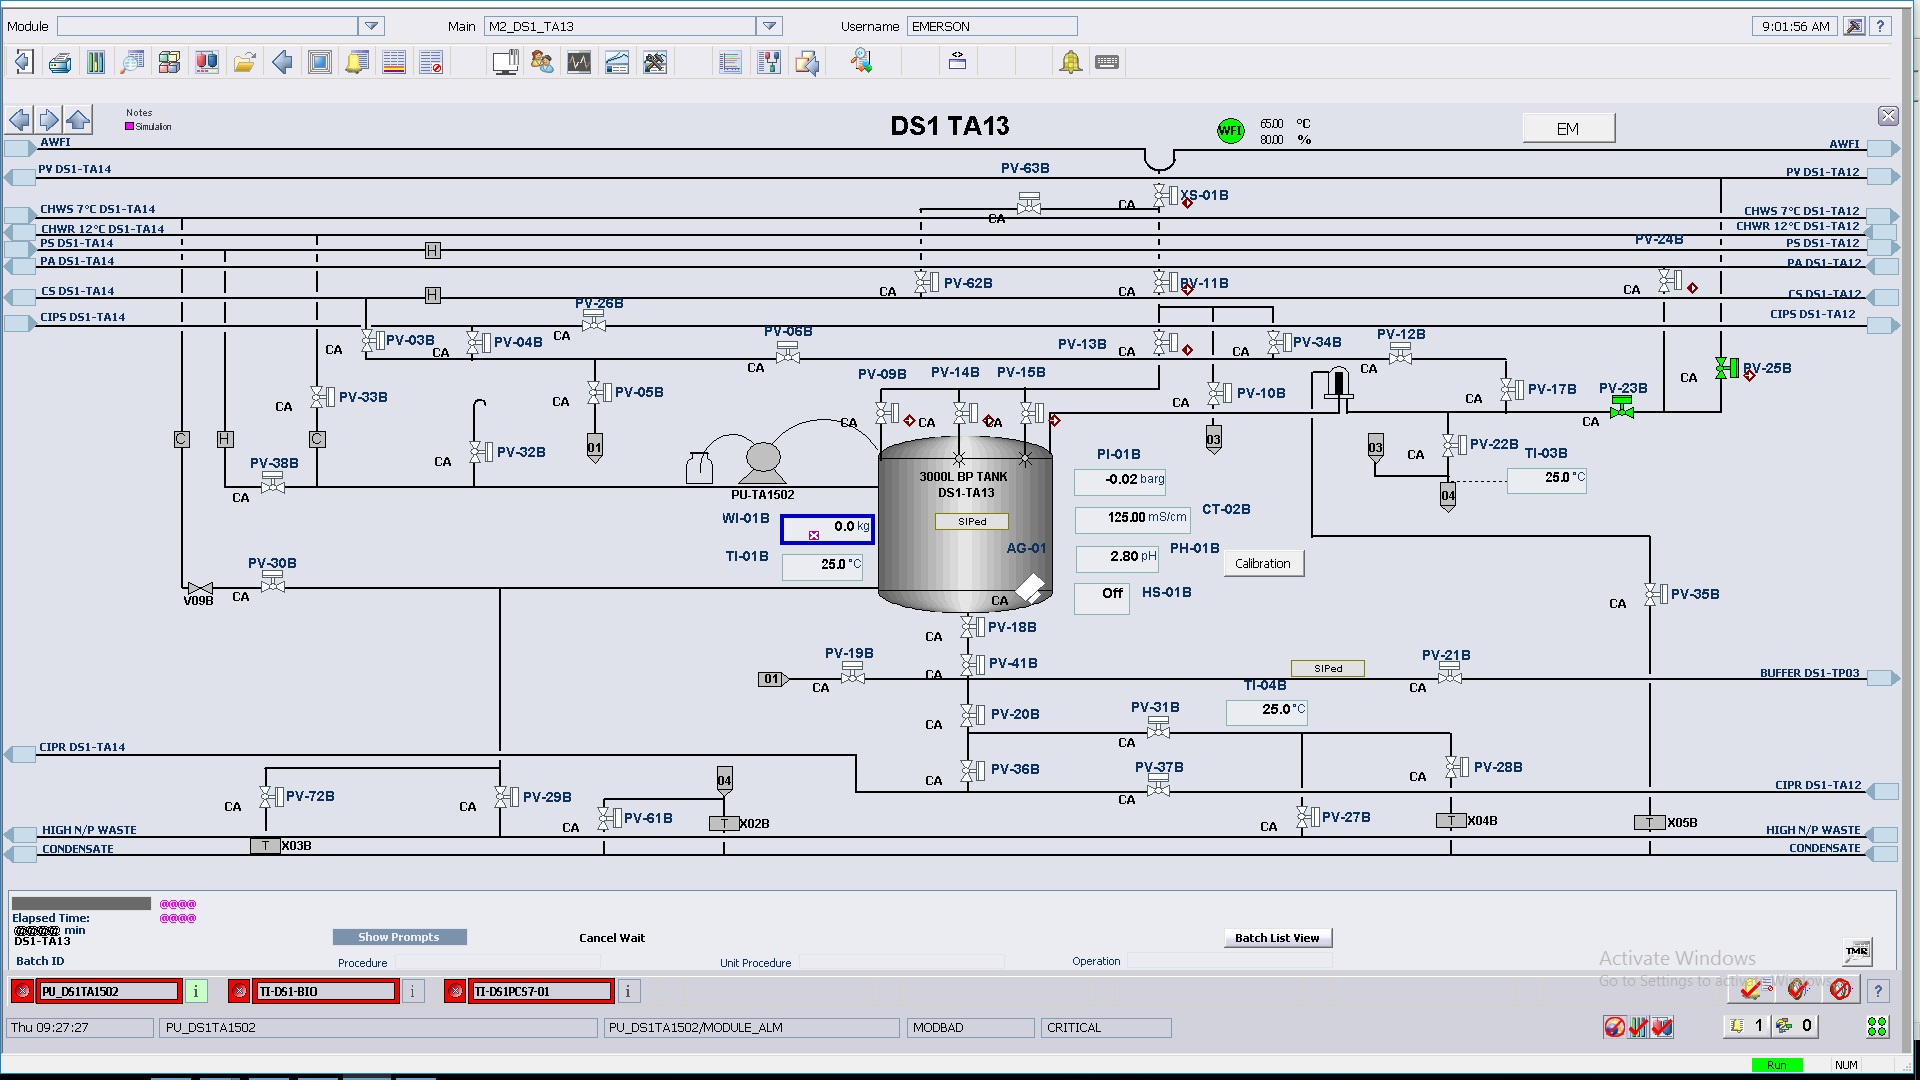 Module
Main M2_DS1_TA13
Username EMERSON
9:01:56 AM
?
Notes
Simulation
DS1 TA13
WFI
65.00 °C
80.00 %
EM
AWFI
AWFI
PV DS1-TA14
PV-63B
PV DS1-TA12
XS-01B
CA
CA
CHWS 7°C DS1-TA14
CHWS 7°C DS1-TA12
CHWR 12°C DS1-TA14
CHWR 12°C DS1-TA12
PS DS1-TA14
H
PV-24B
PS DS1-TA12
PA DS1-TA14
PA DS1-TA12
CS DS1-TA14
H
CA
PV-62B
CA
PV-11B
CA
CS DS1-TA12
PV-26B
CIPS DS1-TA14
CIPS DS1-TA12
CA
PV-03B
CA
PV-04B
CA
PV-06B
CA
PV-13B
CA
CA
PV-34B
PV-12B
CA
PV-09B
PV-14B
PV-15B
CA
PV-25B
CA
PV-33B
CA
PV-05B
CA
PV-10B
CA
PV-17B
PV-23B
CA
CA
CA
CA
C
H
C
01
03
03
CA
PV-32B
CA
PV-22B
TI-03B
25.0 °C
04
PV-38B
CA
PU-TA1502
3000L BP TANK
DS1-TA13
SIPed
PI-01B
-0.02 barg
WI-01B
0.0 kg
125.00 mS/cm
CT-02B
TI-01B
25.0 °C
AG-01
CA
2.80 pH
PH-01B
Calibration
Off
HS-01B
PV-30B
V09B
CA
PV-35B
CA
CA
PV-18B
PV-19B
CA
PV-41B
01
CA
SIPed
PV-21B
CA
BUFFER DS1-TP03
TI-04B
25.0 °C
CA
PV-20B
PV-31B
CA
CIPR DS1-TA14
CA
PV-36B
PV-37B
CA
CA
PV-28B
CIPR DS1-TA12
04
CA
PV-72B
CA
PV-29B
CA
PV-61B
T X02B
CA
PV-27B
T X04B
T X05B
HIGH N/P WASTE
HIGH N/P WASTE
T X03B
CONDENSATE
CONDENSATE
@@@@
Elapsed Time:
@@@@
@@@@ min
DS1-TA13
Show Prompts
Cancel Wait
Batch List View
TMR
Batch ID
Procedure
Unit Procedure
Operation
Activate Windows
Go to Settings to activate Windows.
PU_DS1TA1502
i
TI-DS1-BIO
i
TI-DS1PCS7-01
i
?
Thu 09:27:27
PU_DS1TA1502
PU_DS1TA1502/MODULE_ALM
MODBAD
CRITICAL
1
0
Run
NUM